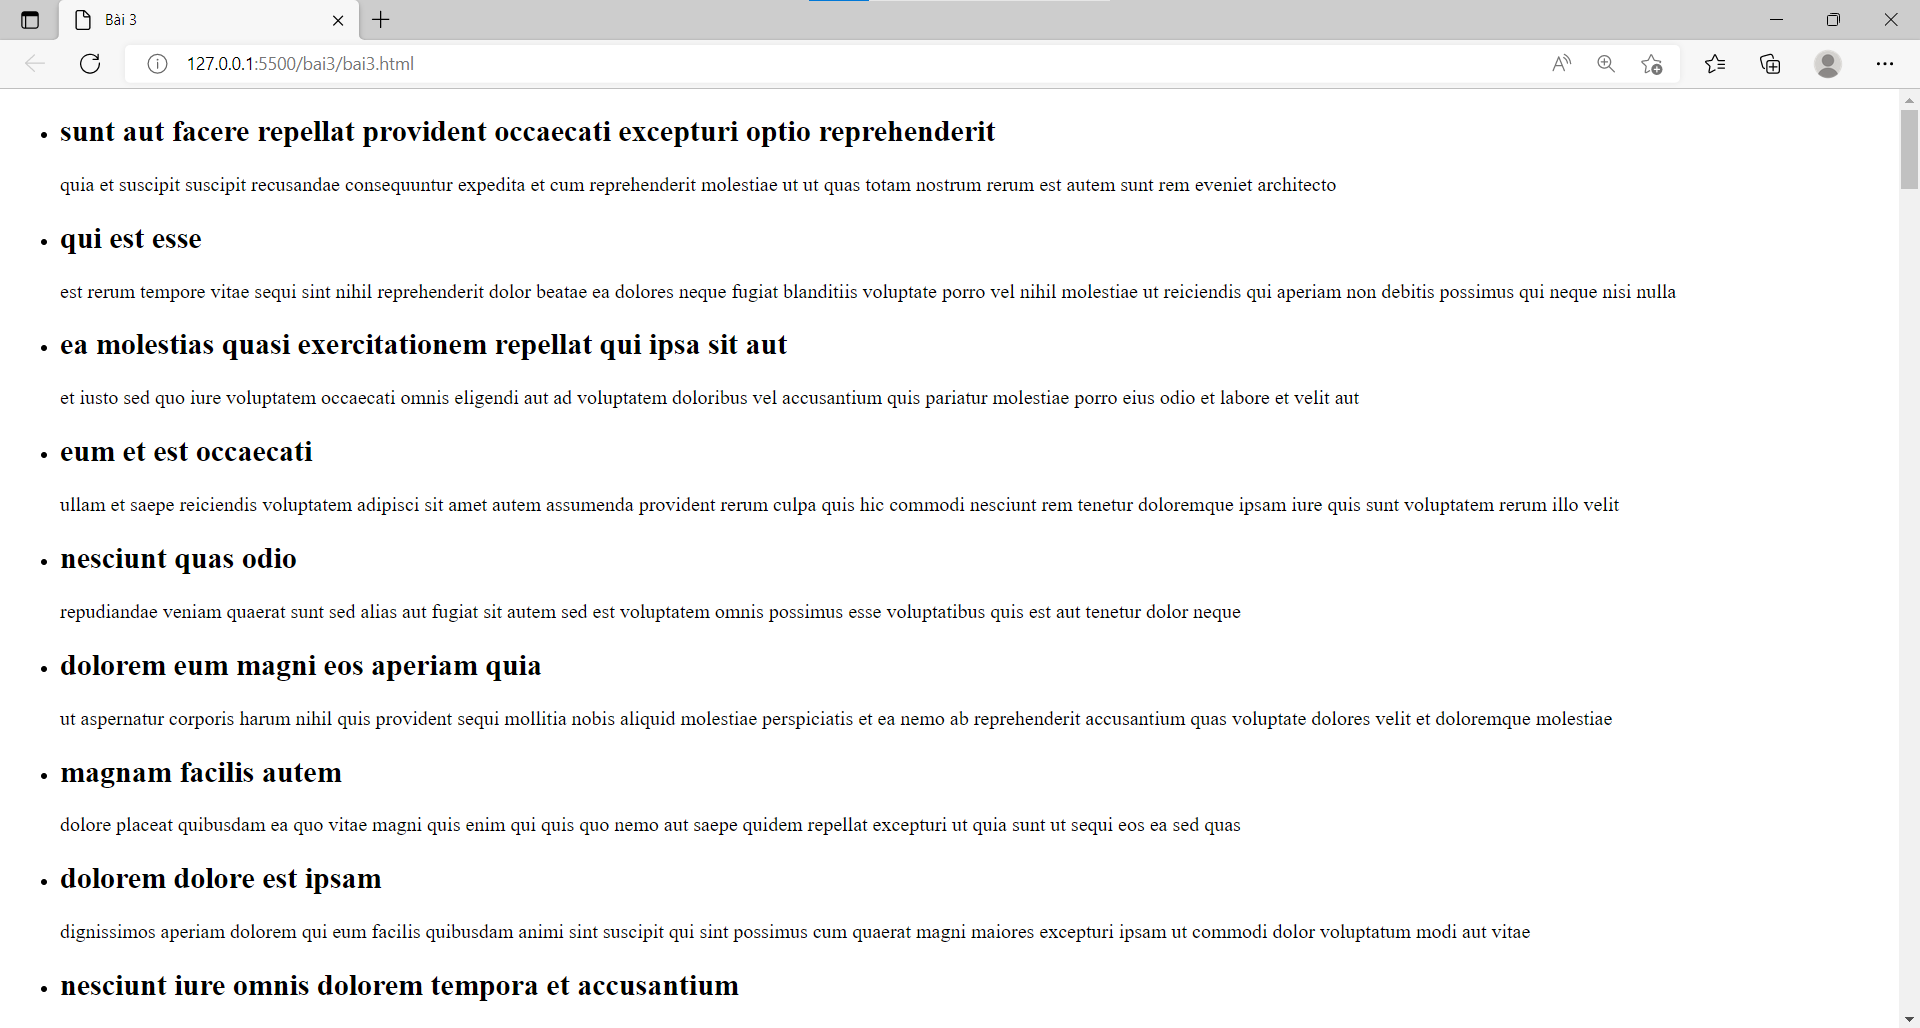 Bài 3
127.0.0.1:5500/bai3/bai3.html
sunt aut facere repellat provident occaecati excepturi optio reprehenderit
quia et suscipit suscipit recusandae consequuntur expedita et cum reprehenderit molestiae ut ut quas totam nostrum rerum est autem sunt rem eveniet architecto
qui est esse
est rerum tempore vitae sequi sint nihil reprehenderit dolor beatae ea dolores neque fugiat blanditiis voluptate porro vel nihil molestiae ut reiciendis qui aperiam non debitis possimus qui neque nisi nulla
ea molestias quasi exercitationem repellat qui ipsa sit aut
et iusto sed quo iure voluptatem occaecati omnis eligendi aut ad voluptatem doloribus vel accusantium quis pariatur molestiae porro eius odio et labore et velit aut
eum et est occaecati
ullam et saepe reiciendis voluptatem adipisci sit amet autem assumenda provident rerum culpa quis hic commodi nesciunt rem tenetur doloremque ipsam iure quis sunt voluptatem rerum illo velit
nesciunt quas odio
repudiandae veniam quaerat sunt sed alias aut fugiat sit autem sed est voluptatem omnis possimus esse voluptatibus quis est aut tenetur dolor neque
dolorem eum magni eos aperiam quia
ut aspernatur corporis harum nihil quis provident sequi mollitia nobis aliquid molestiae perspiciatis et ea nemo ab reprehenderit accusantium quas voluptate dolores velit et doloremque molestiae
magnam facilis autem
dolore placeat quibusdam ea quo vitae magni quis enim qui quis quo nemo aut saepe quidem repellat excepturi ut quia sunt ut sequi eos ea sed quas
dolorem dolore est ipsam
dignissimos aperiam dolorem qui eum facilis quibusdam animi sint suscipit qui sint possimus cum quaerat magni maiores excepturi ipsam ut commodi dolor voluptatum modi aut vitae
nesciunt iure omnis dolorem tempora et accusantium